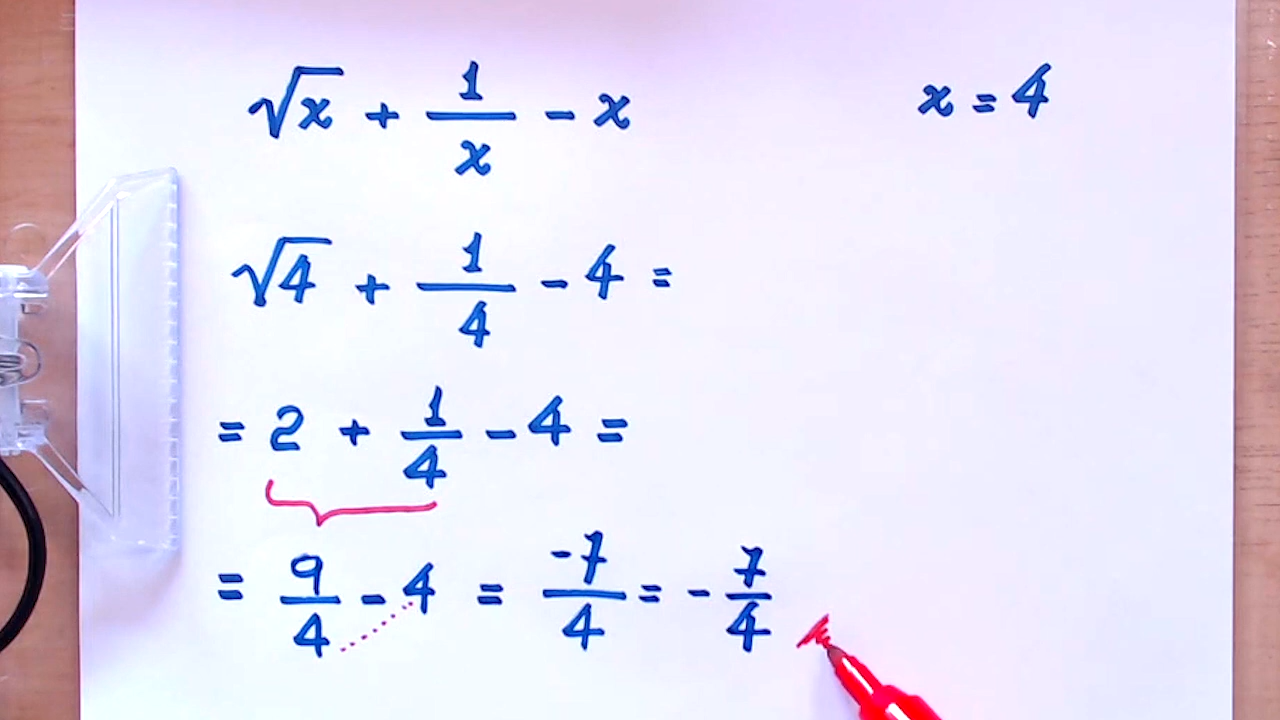 √x + 1/x - x x = 4
√4 + 1/4 - 4 =
= 2 + 1/4 - 4 =
= 9/4 - 4 = -7/4 = - 7/4